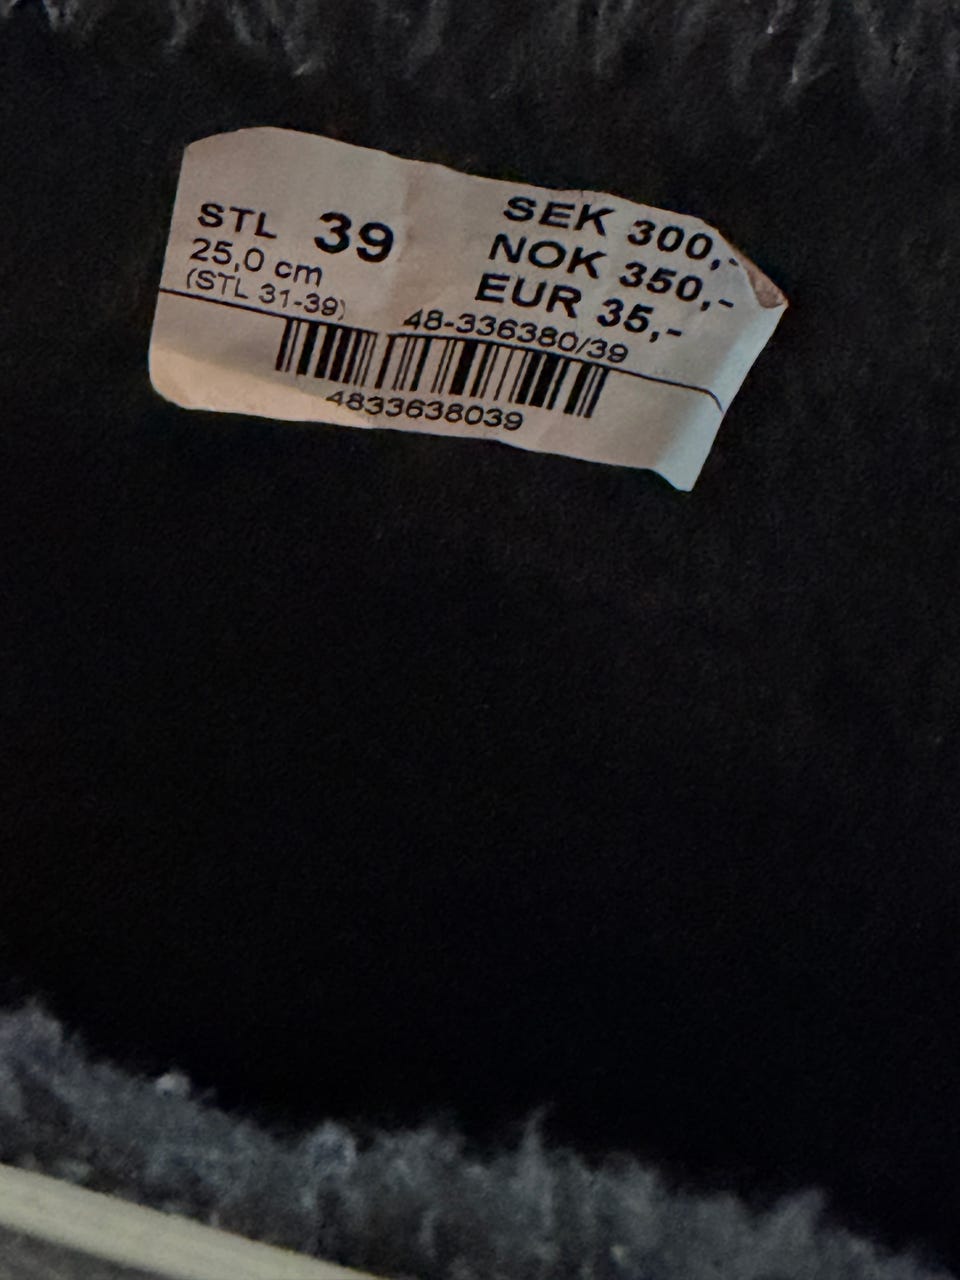 STL 39
25,0 cm
(STL 31-39)
SEK 300,-
NOK 350,-
EUR 35,-
48-336380/39
4833638039